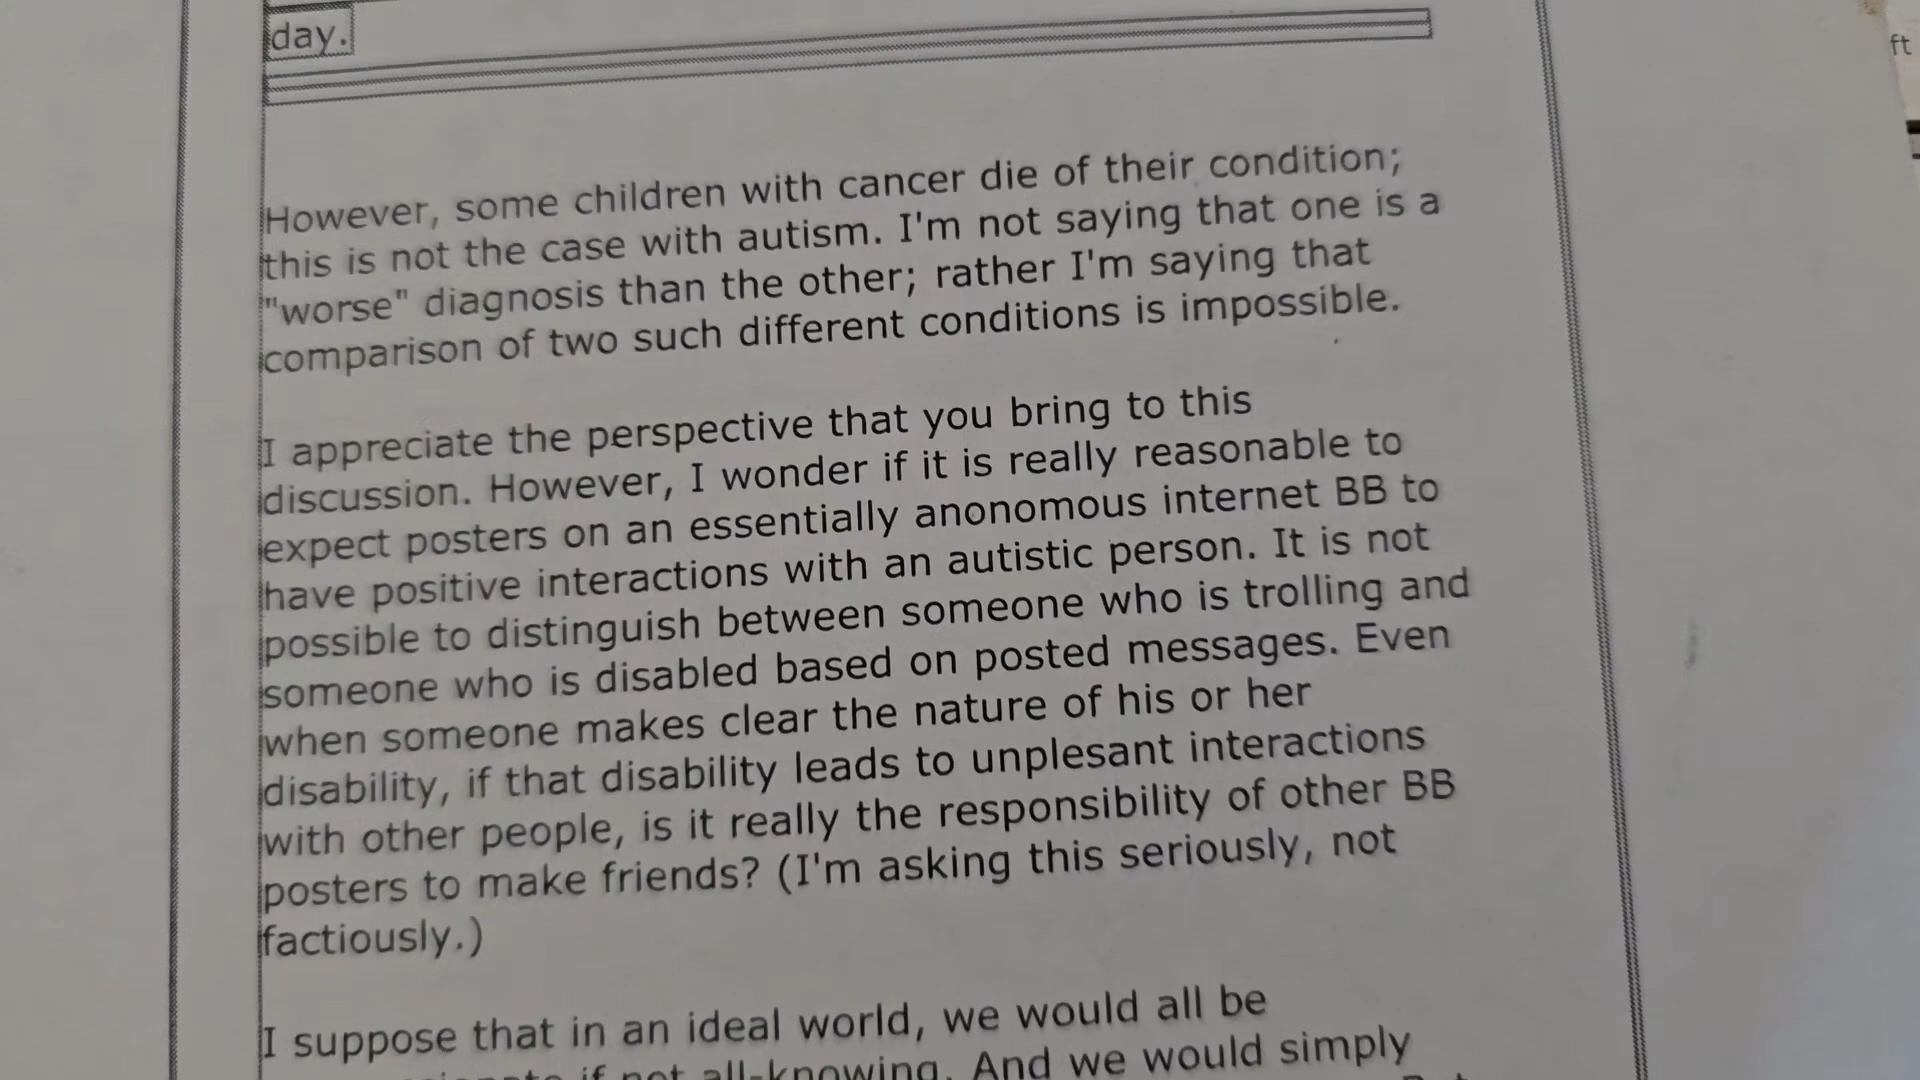 day.
However, some children with cancer die of their condition;
this is not the case with autism. I'm not saying that one is a
"worse" diagnosis than the other; rather I'm saying that
comparison of two such different conditions is impossible.
I appreciate the perspective that you bring to this
discussion. However, I wonder if it is really reasonable to
expect posters on an essentially anonomous internet BB to
have positive interactions with an autistic person. It is not
possible to distinguish between someone who is trolling and
someone who is disabled based on posted messages. Even
when someone makes clear the nature of his or her
disability, if that disability leads to unplesant interactions
with other people, is it really the responsibility of other BB
posters to make friends? (I'm asking this seriously, not
factiously.)
I suppose that in an ideal world, we would all be
if not all-knowing. And we would simply
ft